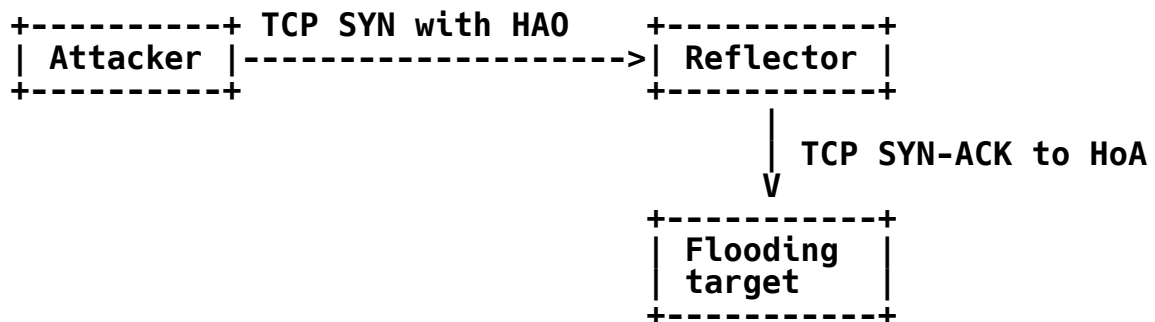 +----------+ TCP SYN with HAO    +-----------+
| Attacker |-------------------->| Reflector |
+----------+                     +-----------+
                                       |
                                       | TCP SYN-ACK to HoA
                                       V
                                 +-----------+
                                 | Flooding  |
                                 | target    |
                                 +-----------+